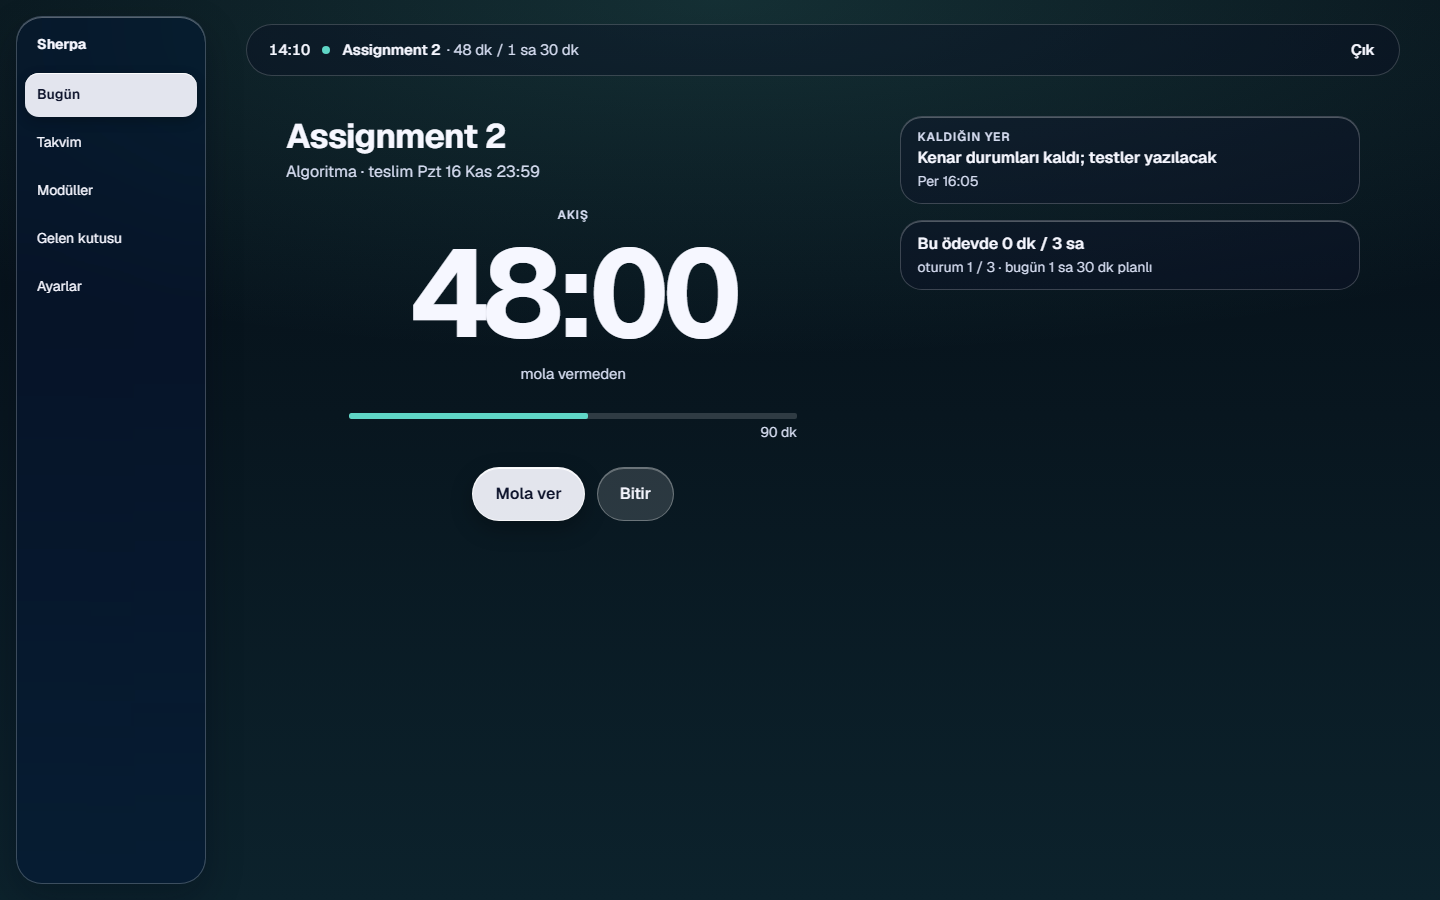 Sherpa
Bugün
Takvim
Modüller
Gelen kutusu
Ayarlar
14:10 Assignment 2 · 48 dk / 1 sa 30 dk
Çık
Assignment 2
Algoritma · teslim Pzt 16 Kas 23:59
AKIŞ
48:00
mola vermeden
90 dk
Mola ver
Bitir
KALDIĞIN YER
Kenar durumları kaldı; testler yazılacak
Per 16:05
Bu ödevde 0 dk / 3 sa
oturum 1 / 3 · bugün 1 sa 30 dk planlı